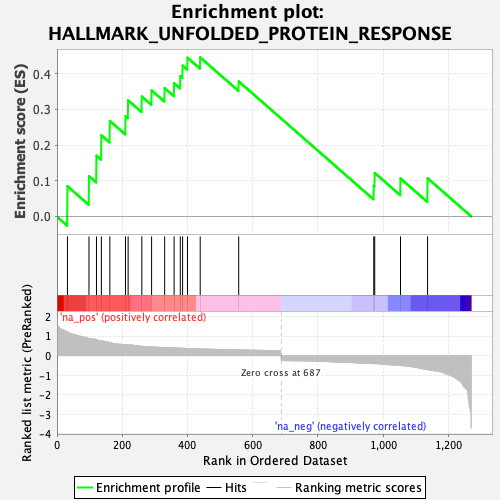 Enrichment plot:
HALLMARK_UNFOLDED_PROTEIN_RESPONSE
Enrichment score (ES)
0.4
0.3
0.2
0.1
0.0
'na_pos' (positively correlated)
Ranked list metric (PreRanked)
2
1
0
-1
-2
-3
-4
Zero cross at 687
'na_neg' (negatively correlated)
0
200
400
600
800
1,000
1,200
Rank in Ordered Dataset
Enrichment profile
Hits
Ranking metric scores